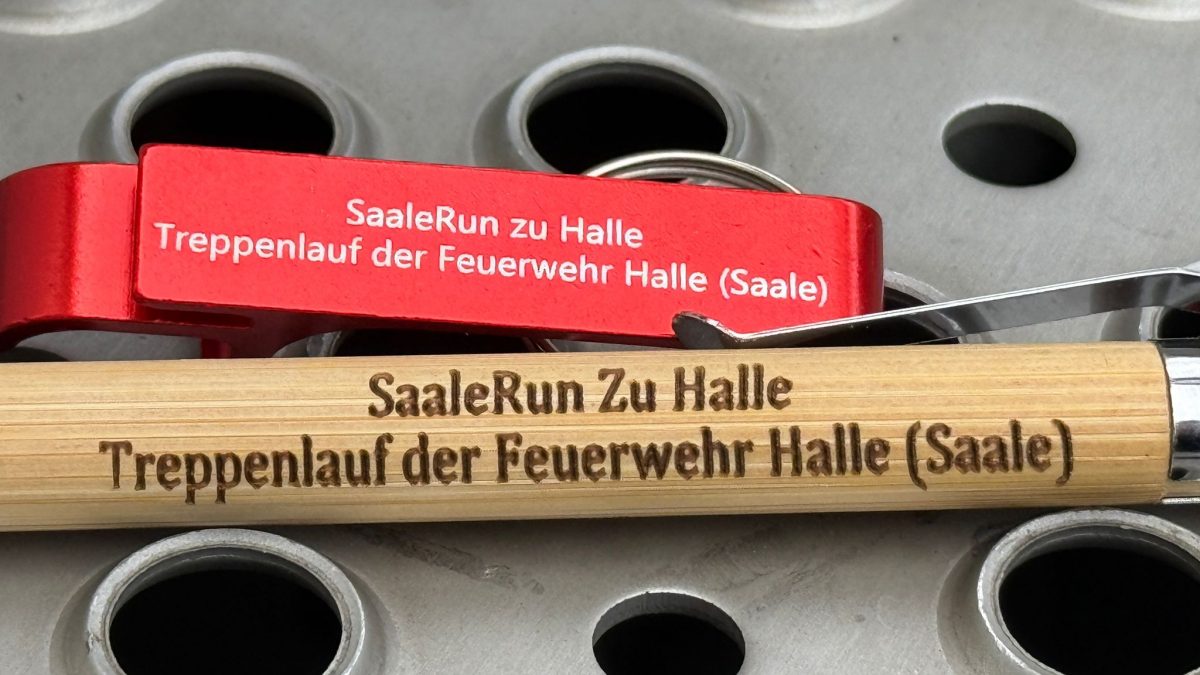 SaaleRun zu Halle
Treppenlauf der Feuerwehr Halle (Saale)
SaaleRun Zu Halle
Treppenlauf der Feuerwehr Halle (Saale)